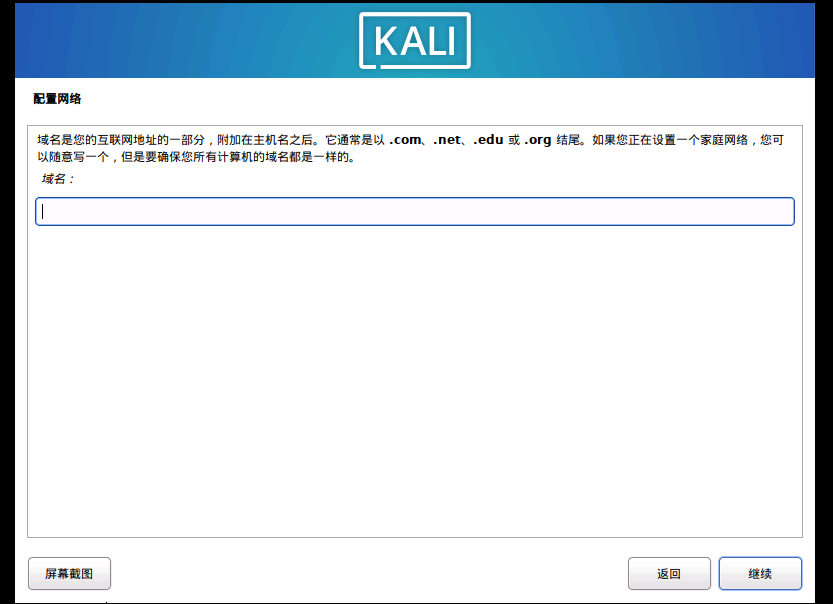 KALI
配置网络
域名是您的互联网地址的一部分，附加在主机名之后。它通常是以 .com、.net、.edu 或 .org 结尾。如果您正在设置一个家庭网络，您可
以随意写一个，但是要确保您所有计算机的域名都是一样的。
域名：
屏幕截图
返回
继续